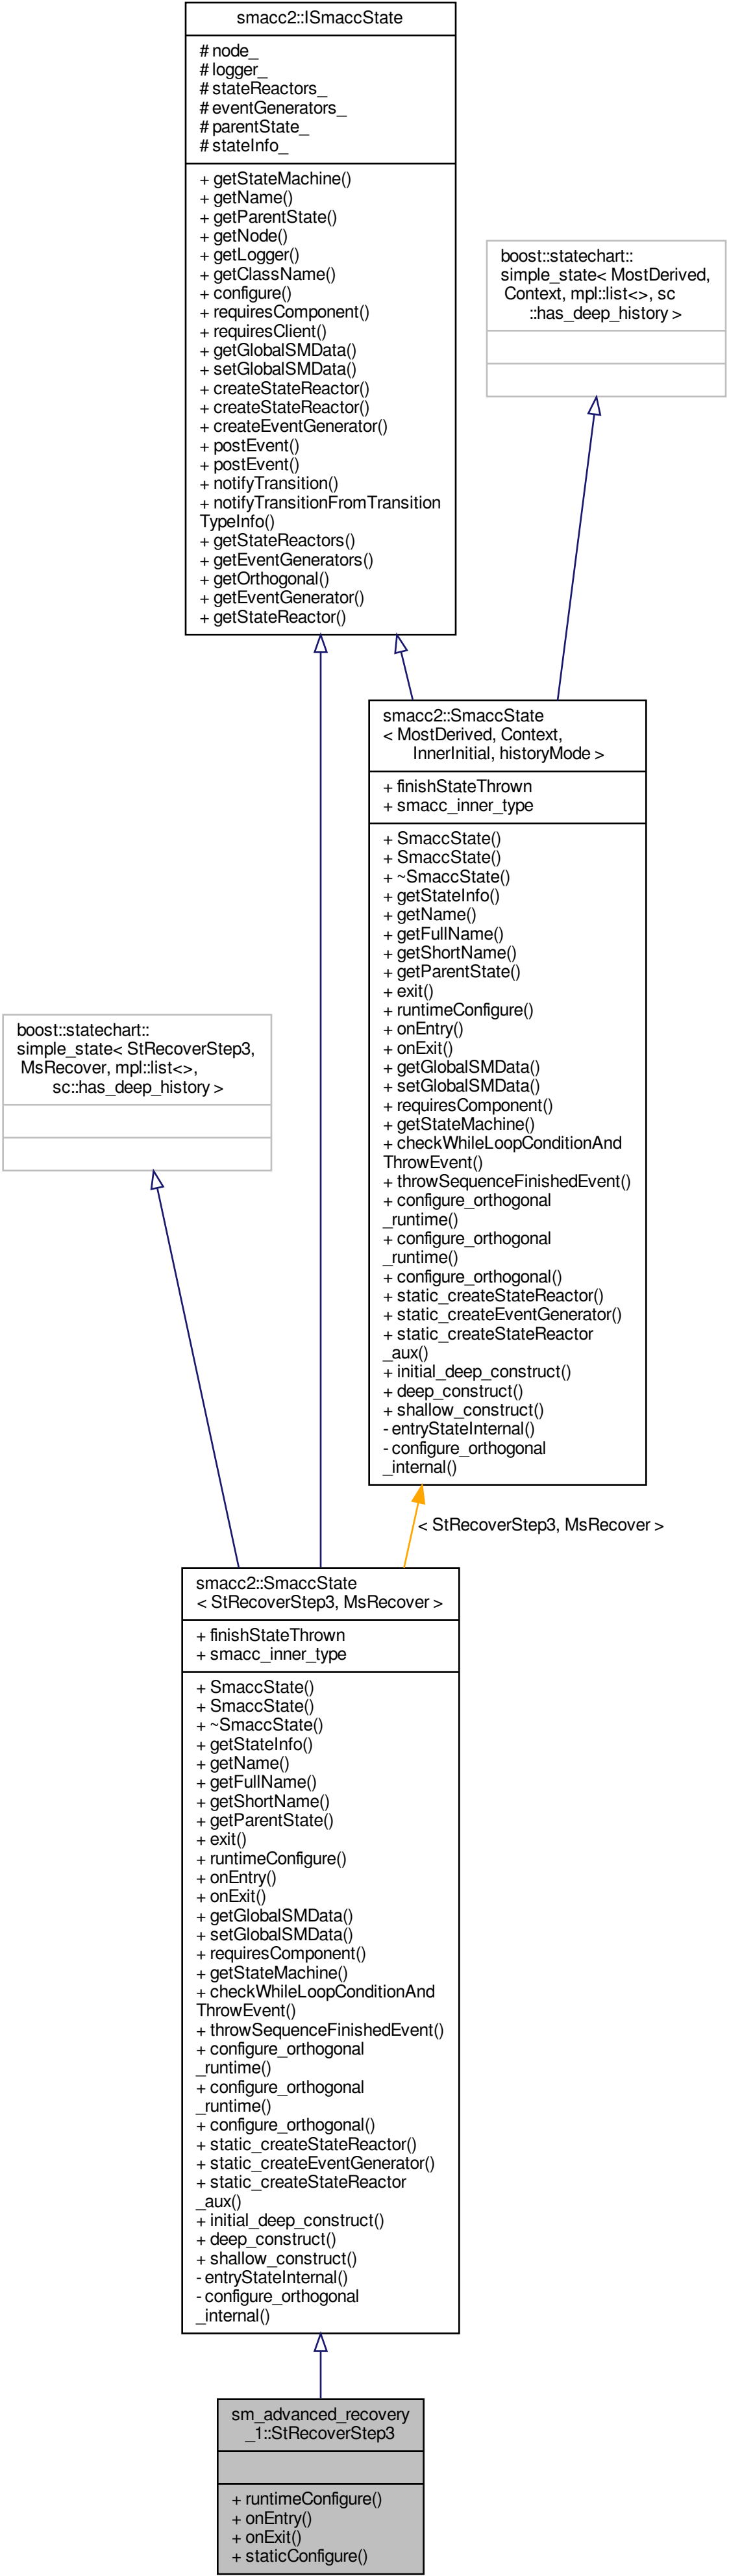 smacc2::ISmaccState
# node_
# logger_
# stateReactors_
# eventGenerators_
# parentState_
# stateInfo_
+ getStateMachine()
+ getName()
+ getParentState()
+ getNode()
+ getLogger()
+ getClassName()
+ configure()
+ requiresComponent()
+ requiresClient()
+ getGlobalSMData()
+ setGlobalSMData()
+ createStateReactor()
+ createStateReactor()
+ createEventGenerator()
+ postEvent()
+ postEvent()
+ notifyTransition()
+ notifyTransitionFromTransition
TypeInfo()
+ getStateReactors()
+ getEventGenerators()
+ getOrthogonal()
+ getEventGenerator()
+ getStateReactor()
boost::statechart::
simple_state< MostDerived,
Context, mpl::list<>, sc
::has_deep_history >
smacc2::SmaccState
< MostDerived, Context,
InnerInitial, historyMode >
+ finishStateThrown
+ smacc_inner_type
+ SmaccState()
+ SmaccState()
+ ~SmaccState()
+ getStateInfo()
+ getName()
+ getFullName()
+ getShortName()
+ getParentState()
+ exit()
+ runtimeConfigure()
+ onEntry()
+ onExit()
+ getGlobalSMData()
+ setGlobalSMData()
+ requiresComponent()
+ getStateMachine()
+ checkWhileLoopConditionAnd
ThrowEvent()
+ throwSequenceFinishedEvent()
+ configure_orthogonal
_runtime()
+ configure_orthogonal
_runtime()
+ configure_orthogonal()
+ static_createStateReactor()
+ static_createEventGenerator()
+ static_createStateReactor
_aux()
+ initial_deep_construct()
+ deep_construct()
+ shallow_construct()
- entryStateInternal()
- configure_orthogonal
_internal()
boost::statechart::
simple_state< StRecoverStep3,
MsRecover, mpl::list<>,
sc::has_deep_history >
< StRecoverStep3, MsRecover >
smacc2::SmaccState
< StRecoverStep3, MsRecover >
+ finishStateThrown
+ smacc_inner_type
+ SmaccState()
+ SmaccState()
+ ~SmaccState()
+ getStateInfo()
+ getName()
+ getFullName()
+ getShortName()
+ getParentState()
+ exit()
+ runtimeConfigure()
+ onEntry()
+ onExit()
+ getGlobalSMData()
+ setGlobalSMData()
+ requiresComponent()
+ getStateMachine()
+ checkWhileLoopConditionAnd
ThrowEvent()
+ throwSequenceFinishedEvent()
+ configure_orthogonal
_runtime()
+ configure_orthogonal
_runtime()
+ configure_orthogonal()
+ static_createStateReactor()
+ static_createEventGenerator()
+ static_createStateReactor
_aux()
+ initial_deep_construct()
+ deep_construct()
+ shallow_construct()
- entryStateInternal()
- configure_orthogonal
_internal()
sm_advanced_recovery
_1::StRecoverStep3
+ runtimeConfigure()
+ onEntry()
+ onExit()
+ staticConfigure()